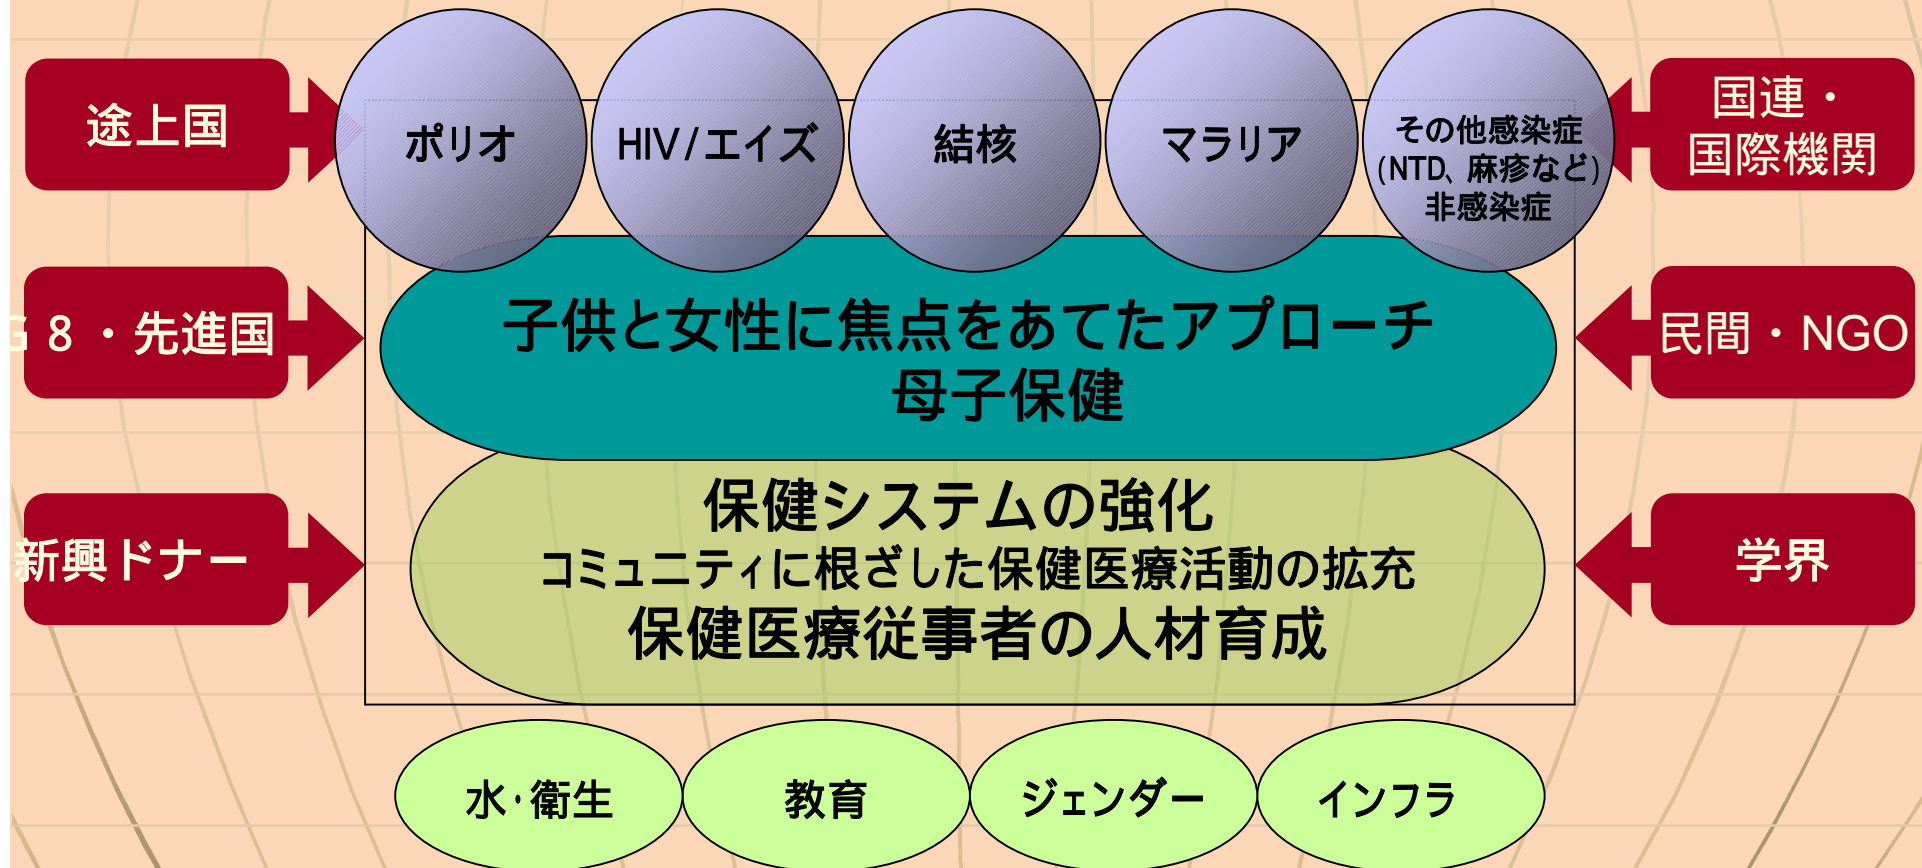 途上国
ポリオ
HIV/エイズ
結核
マラリア
その他感染症
(NTD、麻疹など)
非感染症
国連・
国際機関
G8・先進国
子供と女性に焦点をあてたアプローチ
母子保健
民間・NGO
新興ドナー
保健システムの強化
コミュニティに根ざした保健医療活動の拡充
保健医療従事者の人材育成
学界
水・衛生
教育
ジェンダー
インフラ